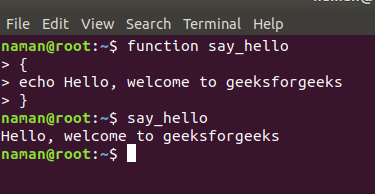 File Edit View Search Terminal Help
naman@root:~$ function say_hello
> {
> echo Hello, welcome to geeksforgeeks
> }
naman@root:~$ say_hello
Hello, welcome to geeksforgeeks
naman@root:~$